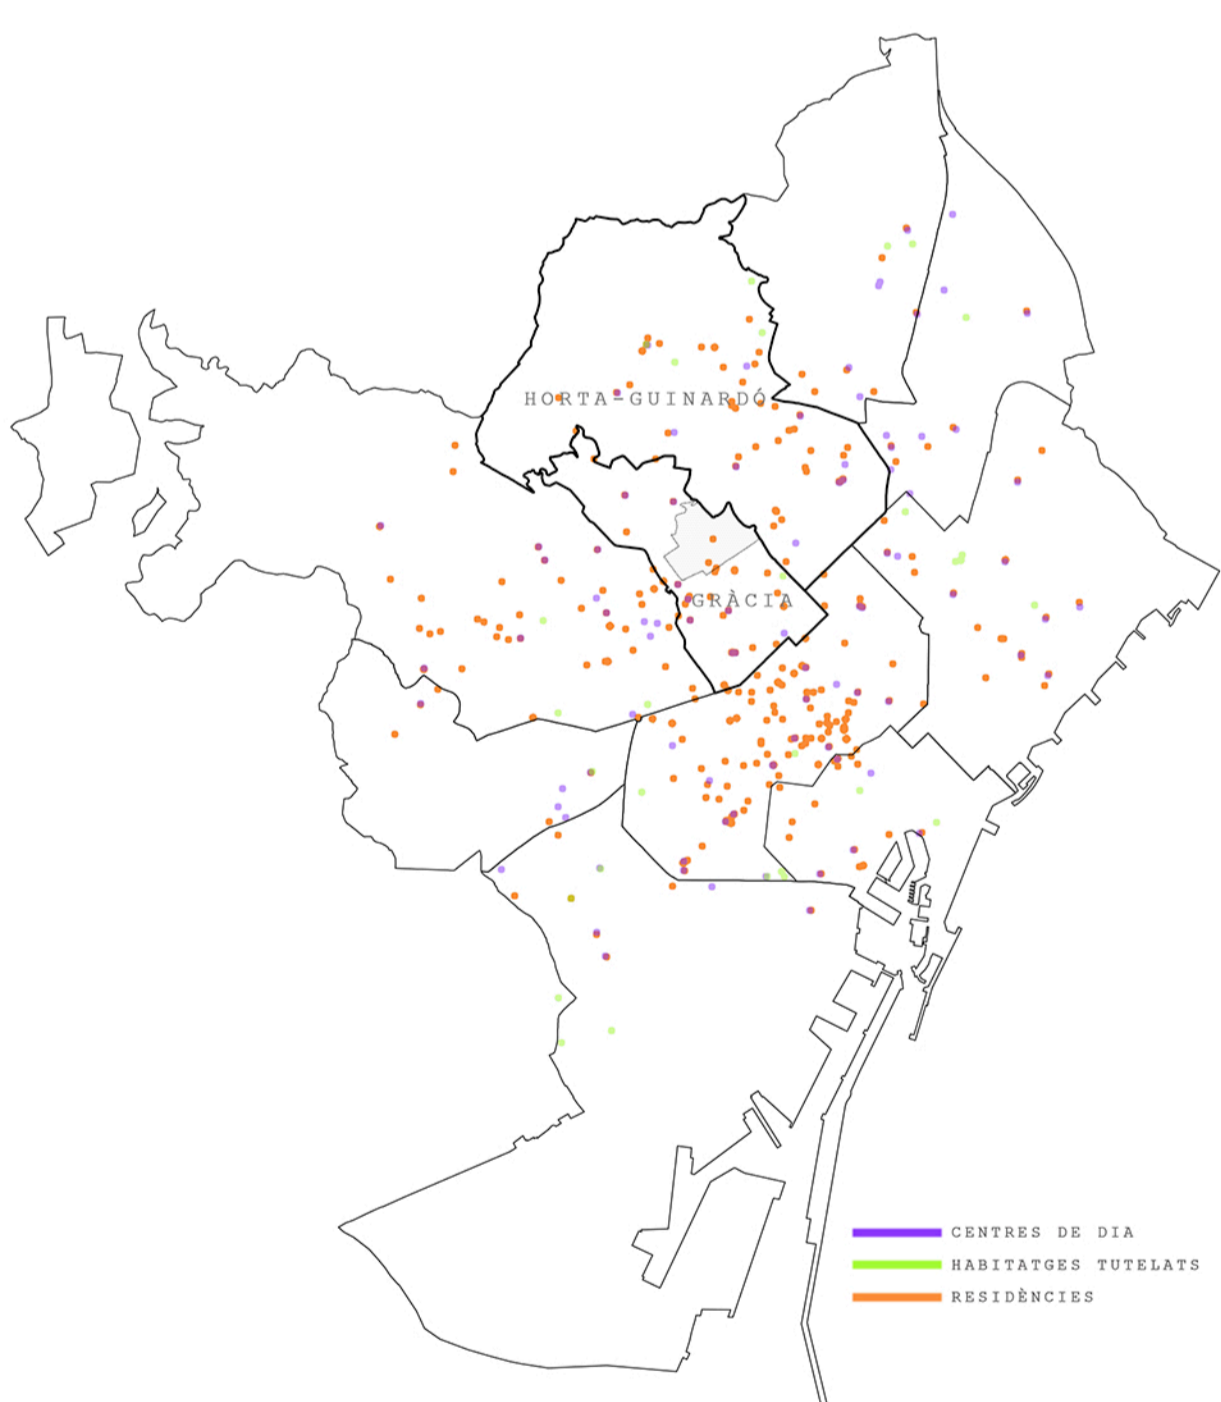 HORTA-GUINARDÓ
GRÀCIA
CENTRES DE DIA
HABITATGES TUTELATS
RESIDÈNCIES